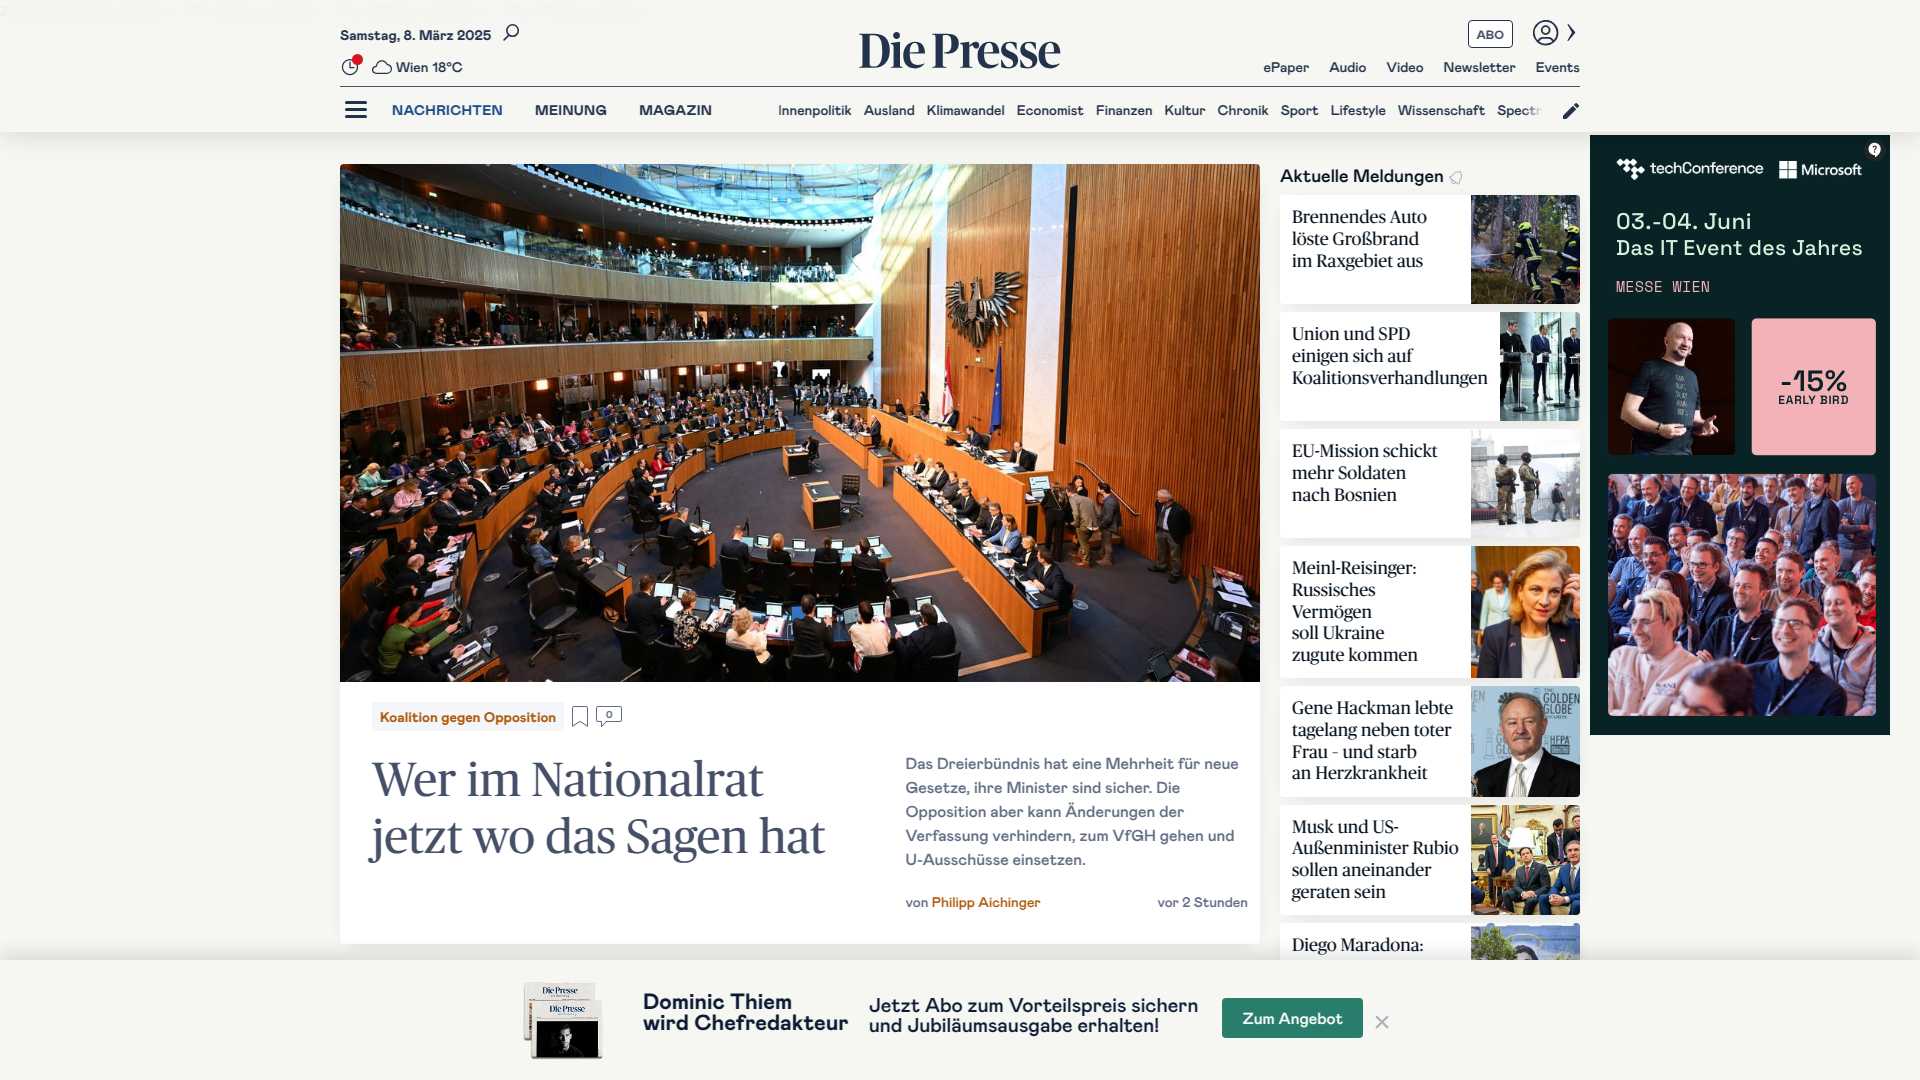 Samstag, 8. März 2025
Wien 18°C
Die Presse
ABO
ePaper Audio Video Newsletter Events
NACHRICHTEN MEINUNG MAGAZIN
Innenpolitik Ausland Klimawandel Economist Finanzen Kultur Chronik Sport Lifestyle Wissenschaft Spectr
Koalition gegen Opposition
0
Wer im Nationalrat
jetzt wo das Sagen hat
Das Dreierbündnis hat eine Mehrheit für neue
Gesetze, ihre Minister sind sicher. Die
Opposition aber kann Änderungen der
Verfassung verhindern, zum VfGH gehen und
U-Ausschüsse einsetzen.
von Philipp Aichinger
vor 2 Stunden
Aktuelle Meldungen
Brennendes Auto
löste Großbrand
im Raxgebiet aus
Union und SPD
einigen sich auf
Koalitionsverhandlungen
EU-Mission schickt
mehr Soldaten
nach Bosnien
Meinl-Reisinger:
Russisches
Vermögen
soll Ukraine
zugute kommen
Gene Hackman lebte
tagelang neben toter
Frau - und starb
an Herzkrankheit
Musk und US-
Außenminister Rubio
sollen aneinander
geraten sein
Diego Maradona:
techConference Microsoft
03.-04. Juni
Das IT Event des Jahres
MESSE WIEN
-15%
EARLY BIRD
Die Presse
Die Presse
Dominic Thiem
wird Chefredakteur
Jetzt Abo zum Vorteilspreis sichern
und Jubiläumsausgabe erhalten!
Zum Angebot